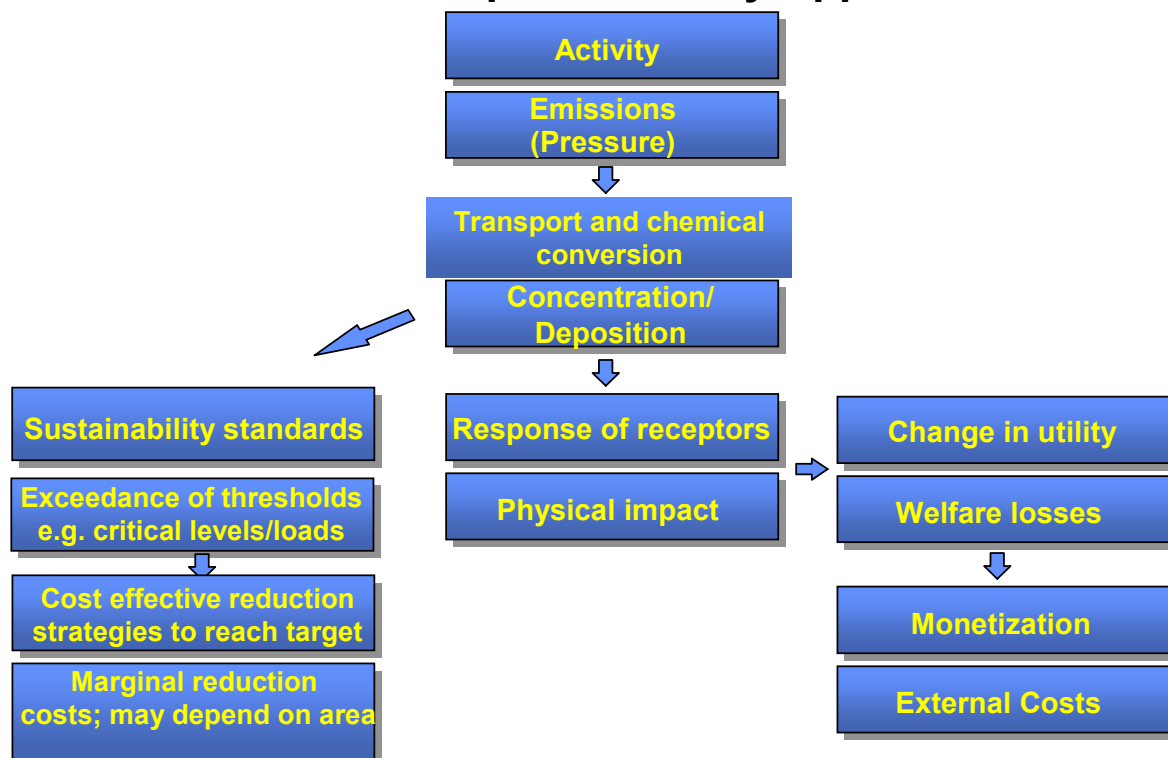 Activity
Emissions
(Pressure)
Transport and chemical
conversion
Concentration/
Deposition
Sustainability standards
Exceedance of thresholds
e.g. critical levels/loads
Cost effective reduction
strategies to reach target
Marginal reduction
costs; may depend on area
Response of receptors
Physical impact
Change in utility
Welfare losses
Monetization
External Costs